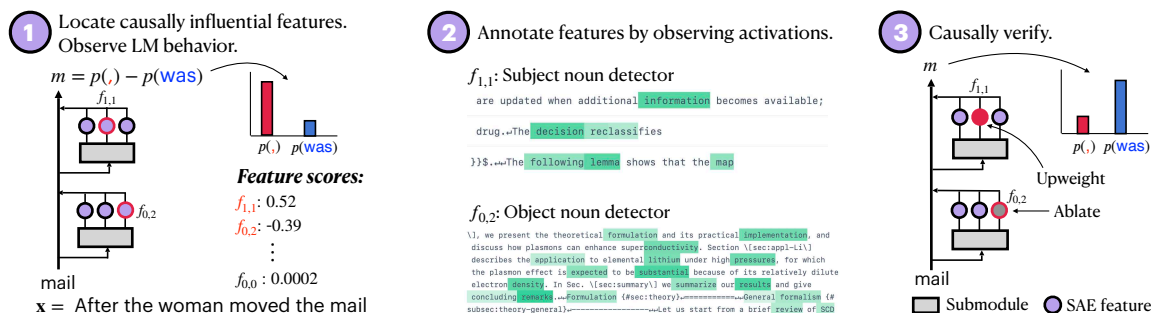 1
Locate causally influential features.
Observe LM behavior.
m = p(,) − p(was)
f1,1
f0,2
mail
x = After the woman moved the mail
p(,) p(was)
Feature scores:
f1,1: 0.52
f0,2: -0.39
⋮
f0,0: 0.0002
2
Annotate features by observing activations.
f1,1: Subject noun detector
are updated when additional information becomes available;
drug.↵The decision reclassifies
}}$.↵↵The following lemma shows that the map
f0,2: Object noun detector
\], we present the theoretical formulation and its practical implementation, and
discuss how plasmons can enhance superconductivity. Section \[sec:appl-Li\]
describes the application to elemental lithium under high pressures, for which
the plasmon effect is expected to be substantial because of its relatively dilute
electron density. In Sec. \[sec:summary\] we summarize our results and give
concluding remarks.↵↵Formulation {#sec:theory}↵===========↵↵General formalism {#
subsec:theory-general}↵-----------------↵↵Let us start from a brief review of SCD
3
Causally verify.
m
f1,1
p(,) p(was)
Upweight
f0,2
Ablate
mail
Submodule
SAE feature